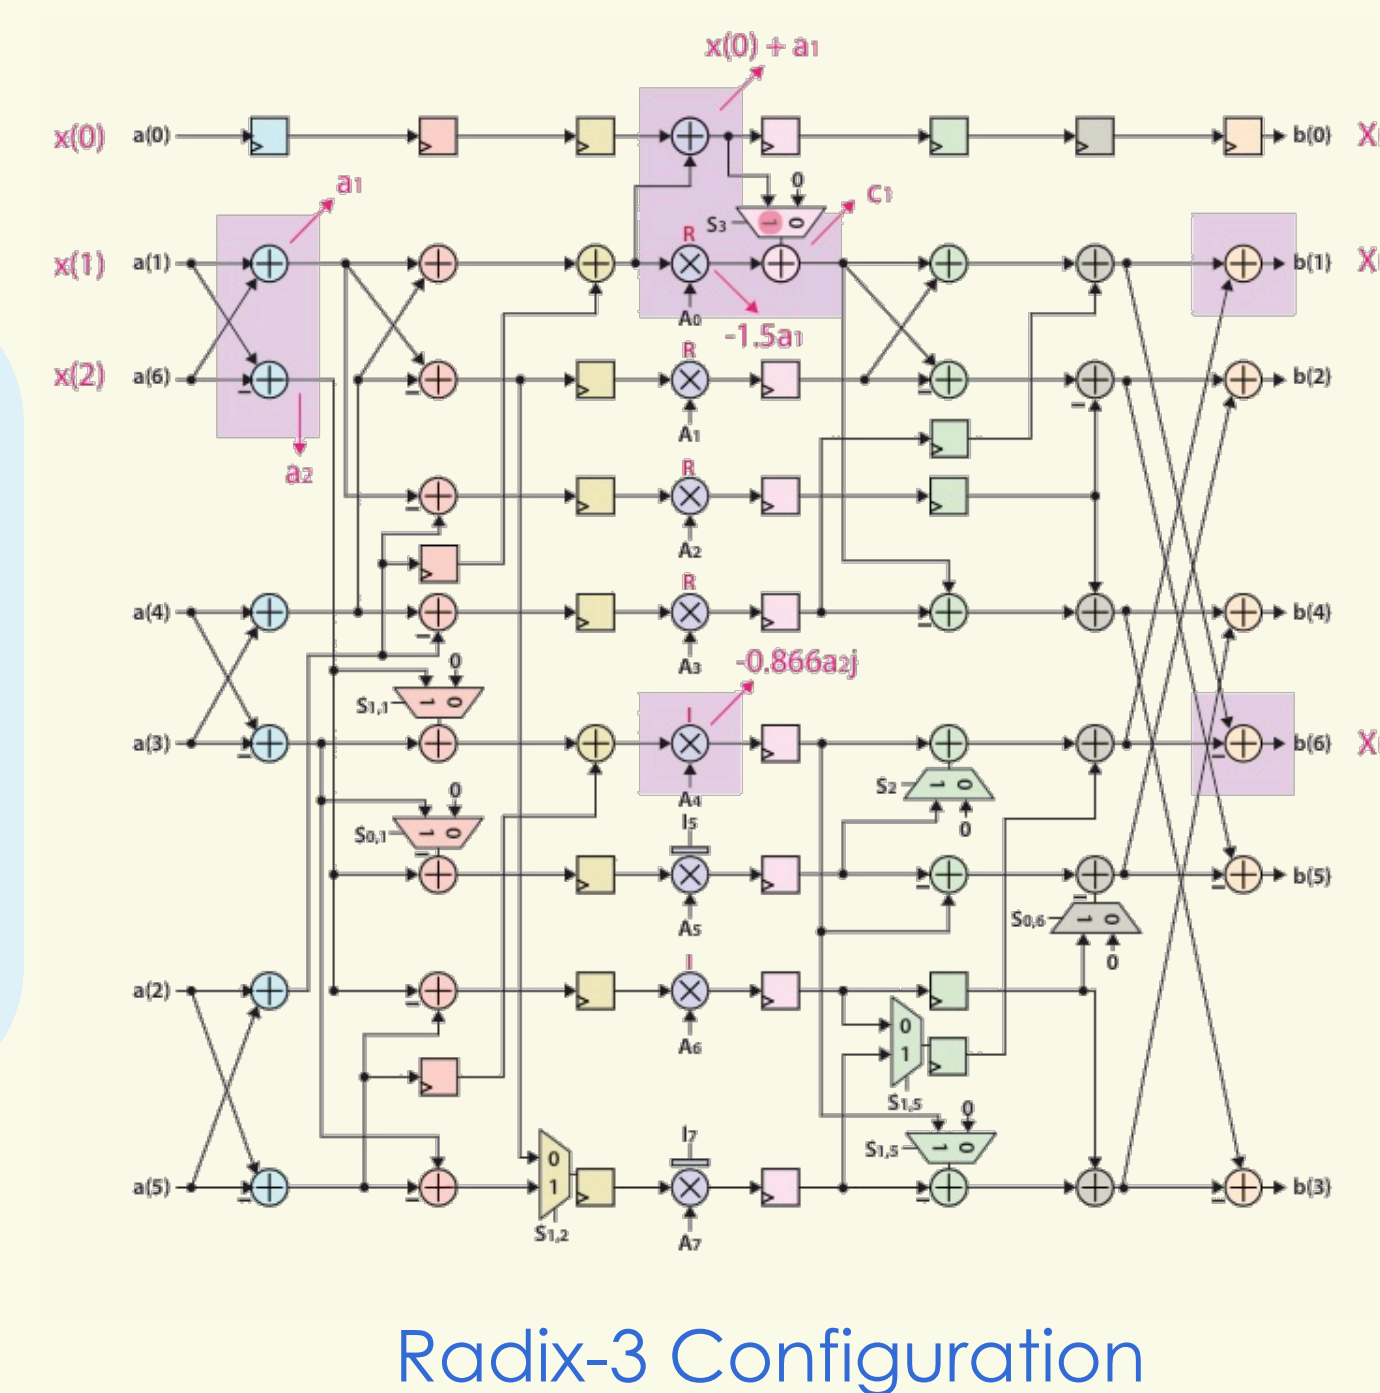 x(0) + a1
x(0) a(0) b(0) X
a1
0
S3 1 0
C1
R
x(1) a(1) b(1) X
A0
-1.5a1
R
x(2) a(6) b(2)
A1
a2
R
A2
R
a(4) b(4)
A3
0
-0.866a2j
S1,1 1 0
I
a(3) b(6) X
A4
S2 1 0
0
0
I5
S0,1 1 0
b(5)
A5
S0,6 1 0
0
I
a(2)
A6
0
1
S1,5
0
I7
S1,5 1 0
0
1
a(5) b(3)
S1,2
A7
Radix-3 Configuration